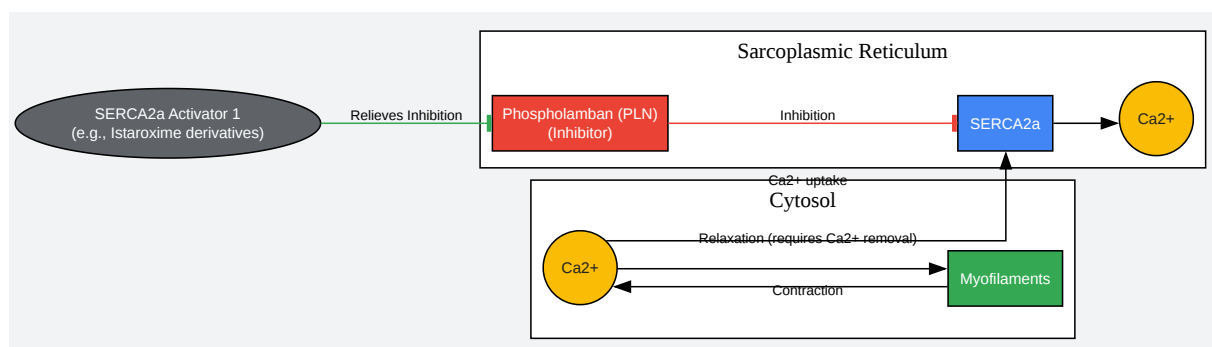 Sarcoplasmic Reticulum
SERCA2a Activator 1
(e.g., Istaroxime derivatives)
Relieves Inhibition
Phospholamban (PLN)
(Inhibitor)
Inhibition
SERCA2a
Ca2+
Ca2+ uptake
Cytosol
Relaxation (requires Ca2+ removal)
Ca2+
Myofilaments
Contraction